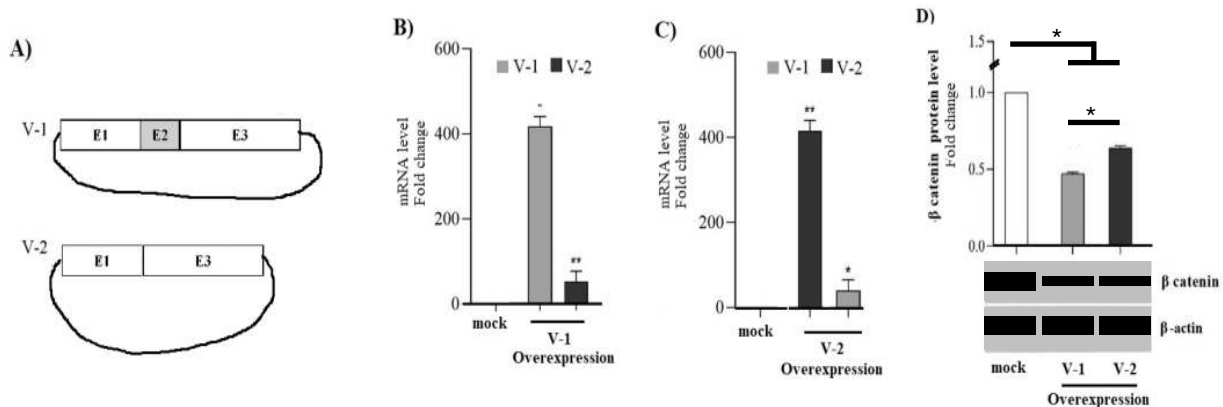 A)
V-1
E1 E2 E3
V-2
E1 E3
B)
600
400
200
0
mRNA level
Fold change
V-1 V-2
*
**
mock
V-1
Overexpression
C)
600
400
200
0
mRNA level
Fold change
V-1 V-2
**
*
mock
V-2
Overexpression
D)
1.5
1.0
0.5
0.0
β catenin protein level
Fold change
*
*
β catenin
β-actin
mock V-1 V-2
Overexpression